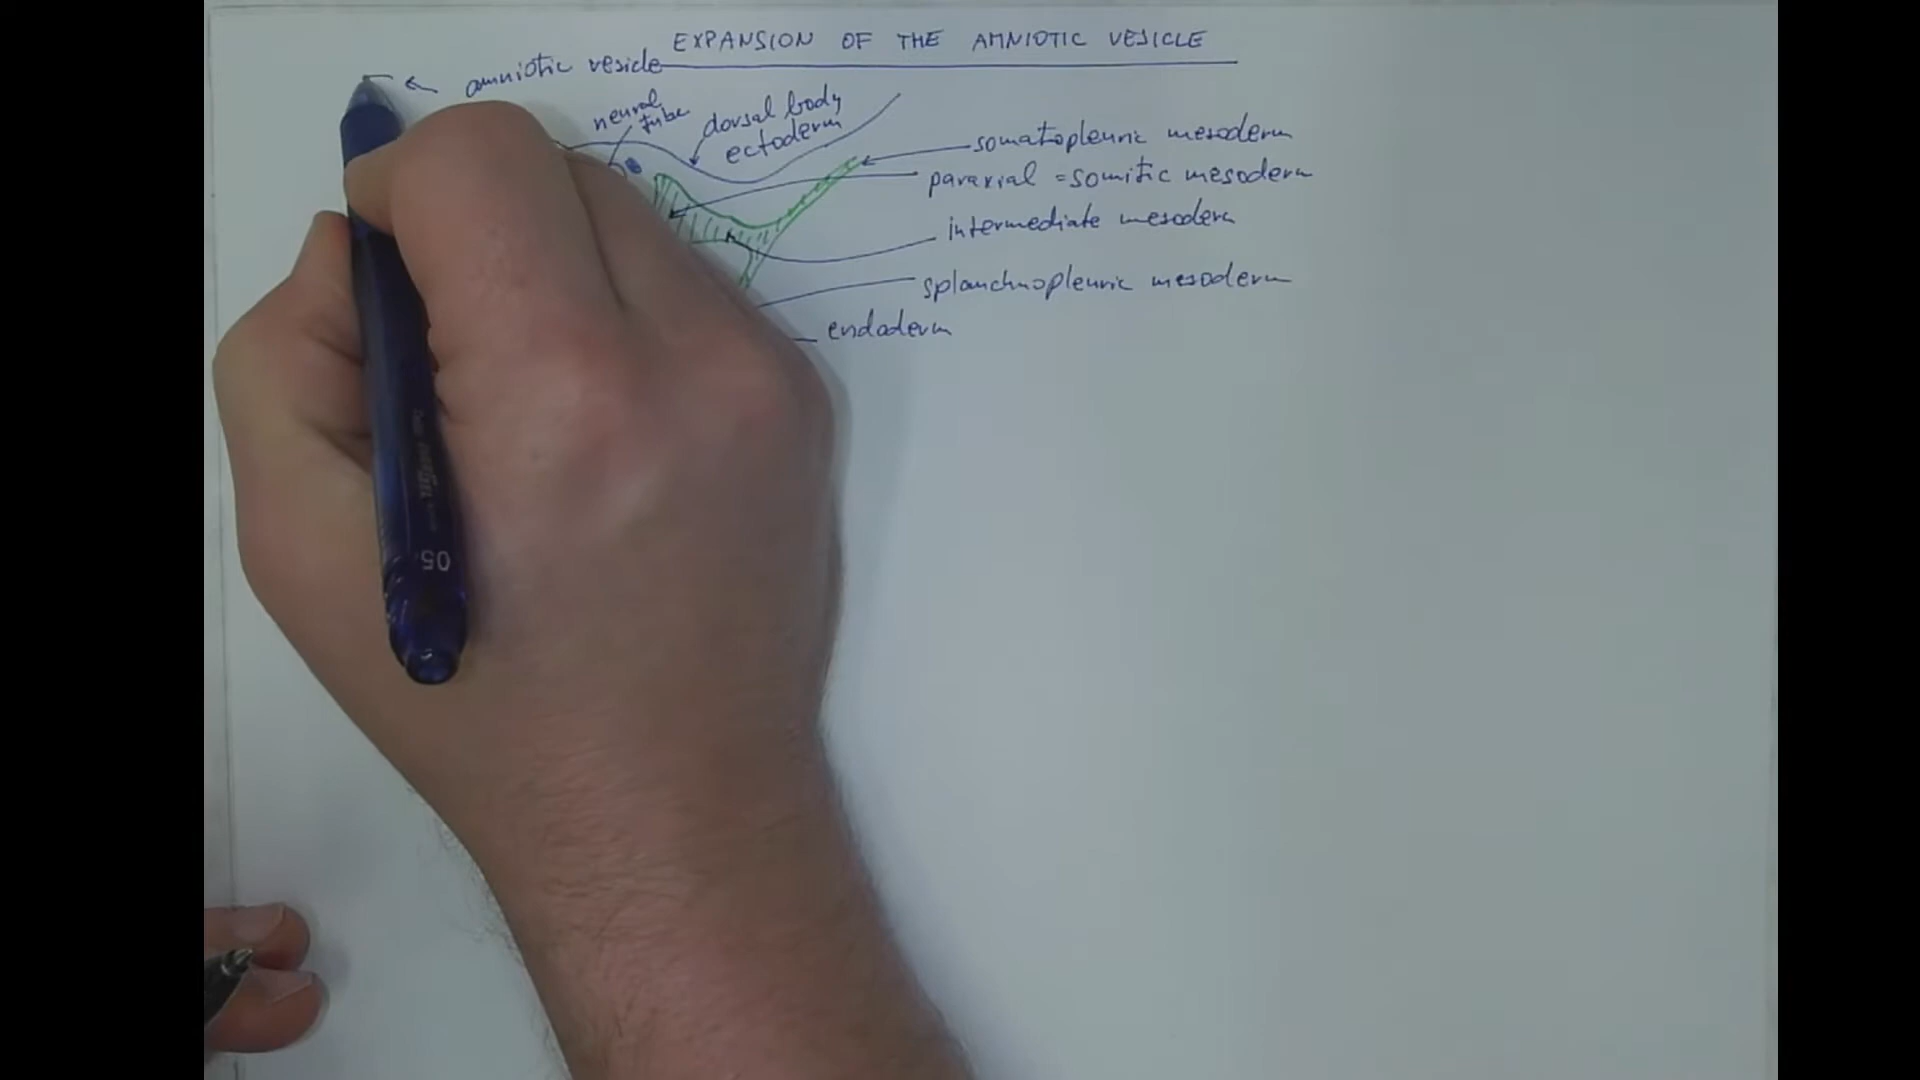 EXPANSION OF THE AMNIOTIC VESICLE
amniotic vesicle
neural
tube
dorsal body
ectoderm
somatopleuric mesoderm
paraxial = somitic mesoderm
intermediate mesoderm
splanchnopleuric mesoderm
endoderm
05